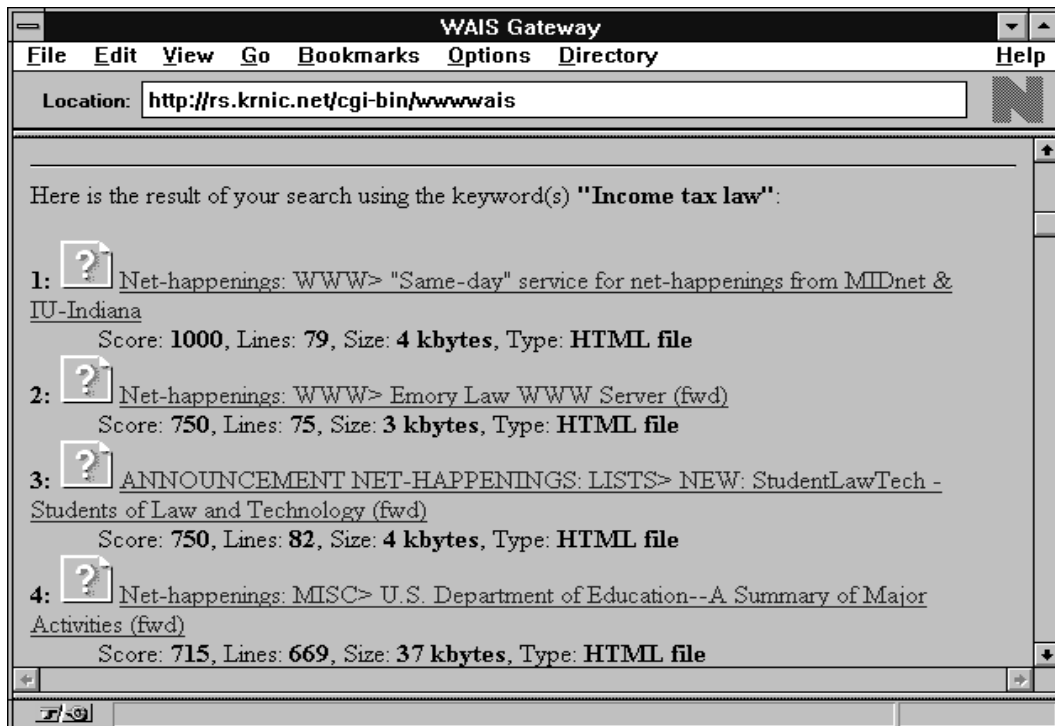 WAIS Gateway
File Edit View Go Bookmarks Options Directory Help
Location: http://rs.krnic.net/cgi-bin/wwwwais
N
Here is the result of your search using the keyword(s) "Income tax law":
1: ? Net-happenings: WWW> "Same-day" service for net-happenings from MIDnet &
IU-Indiana
Score: 1000, Lines: 79, Size: 4 kbytes, Type: HTML file
2: ? Net-happenings: WWW> Emory Law WWW Server (fwd)
Score: 750, Lines: 75, Size: 3 kbytes, Type: HTML file
3: ? ANNOUNCEMENT NET-HAPPENINGS: LISTS> NEW: StudentLawTech -
Students of Law and Technology (fwd)
Score: 750, Lines: 82, Size: 4 kbytes, Type: HTML file
4: ? Net-happenings: MISC> U.S. Department of Education--A Summary of Major
Activities (fwd)
Score: 715, Lines: 669, Size: 37 kbytes, Type: HTML file